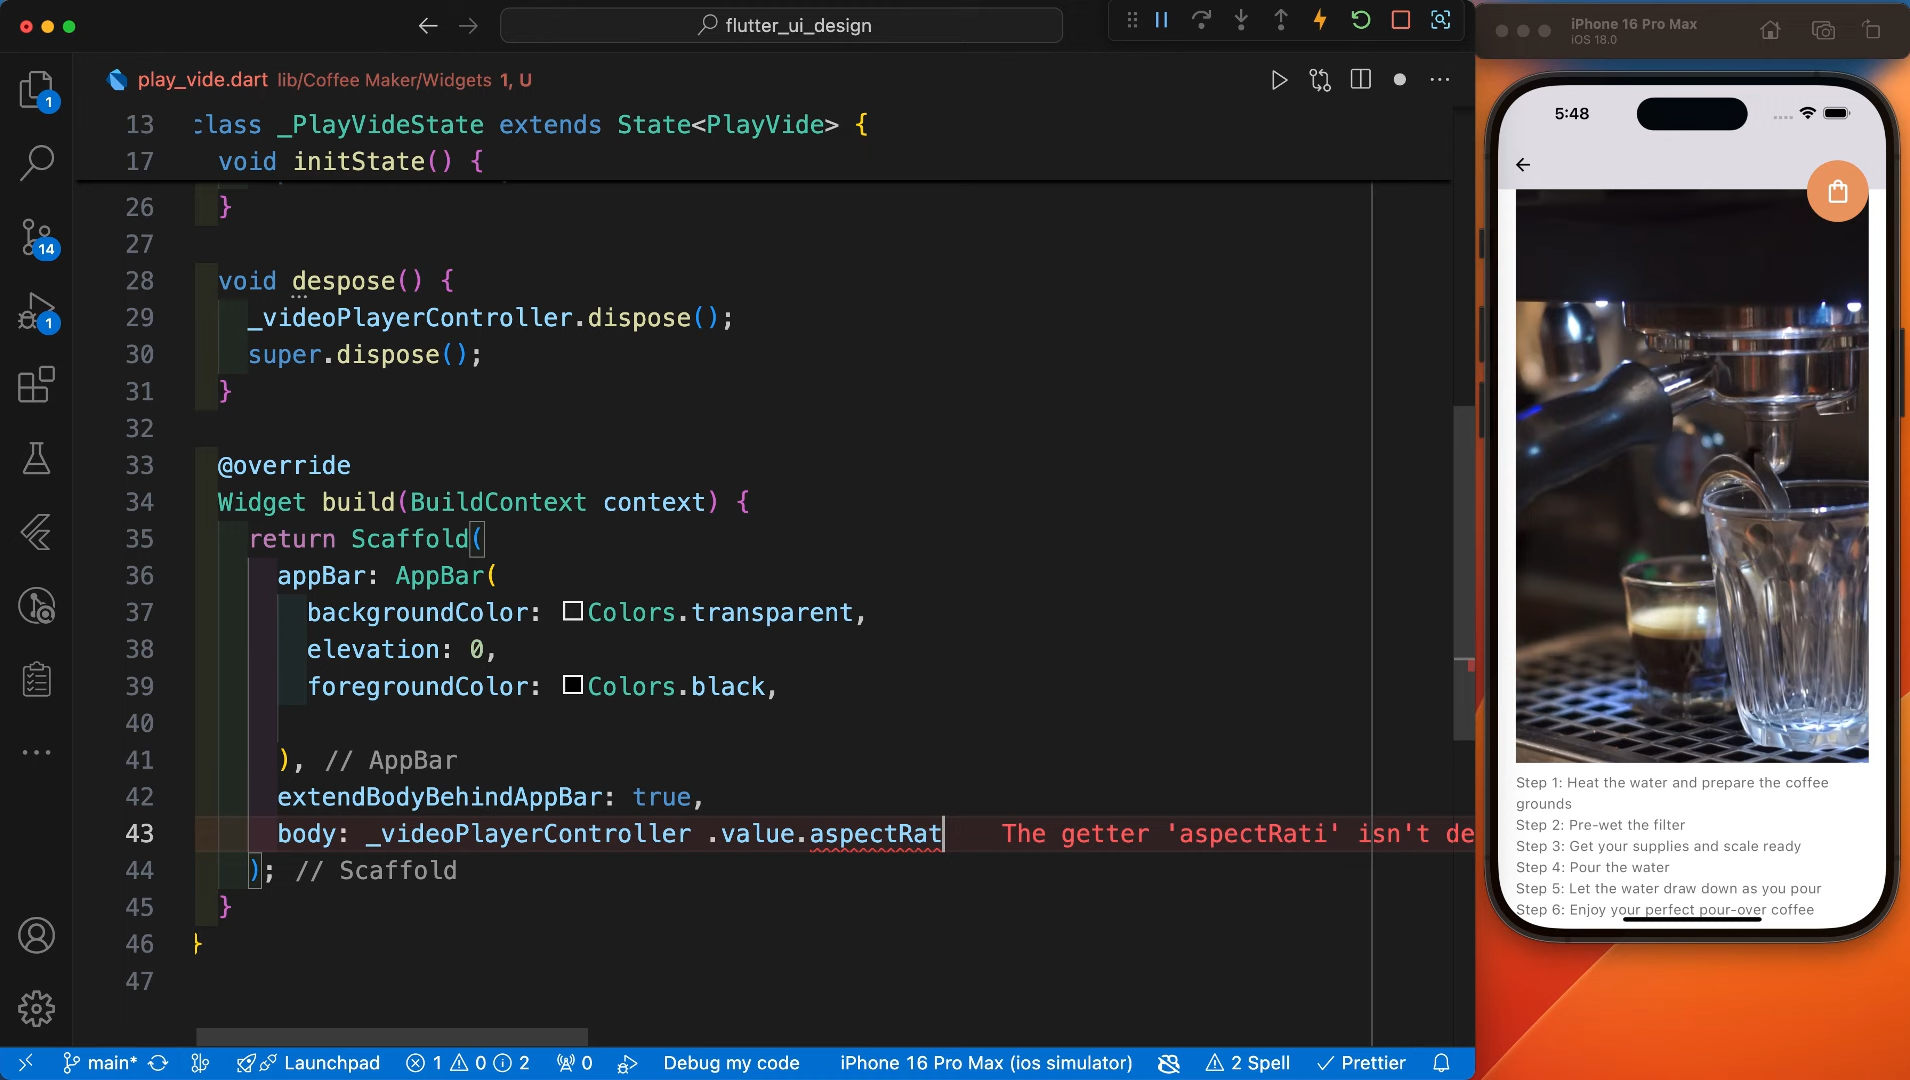 flutter_ui_design
play_vide.dart lib/Coffee Maker/Widgets 1, U
13 class _PlayVideState extends State<PlayVide> {
17 void initState() {
26 }
27
28 void despose() {
29 _videoPlayerController.dispose();
30 super.dispose();
31 }
32
33 @override
34 Widget build(BuildContext context) {
35 return Scaffold(
36 appBar: AppBar(
37 backgroundColor: Colors.transparent,
38 elevation: 0,
39 foregroundColor: Colors.black,
40
41 ), // AppBar
42 extendBodyBehindAppBar: true,
43 body: _videoPlayerController .value.aspectRat The getter 'aspectRati' isn't de
44 ); // Scaffold
45 }
46 }
47
1
14
1
main* Launchpad 1 0 2 0 Debug my code iPhone 16 Pro Max (ios simulator) 2 Spell Prettier
iPhone 16 Pro Max
iOS 18.0
5:48
Step 1: Heat the water and prepare the coffee
grounds
Step 2: Pre-wet the filter
Step 3: Get your supplies and scale ready
Step 4: Pour the water
Step 5: Let the water draw down as you pour
Step 6: Enjoy your perfect pour-over coffee